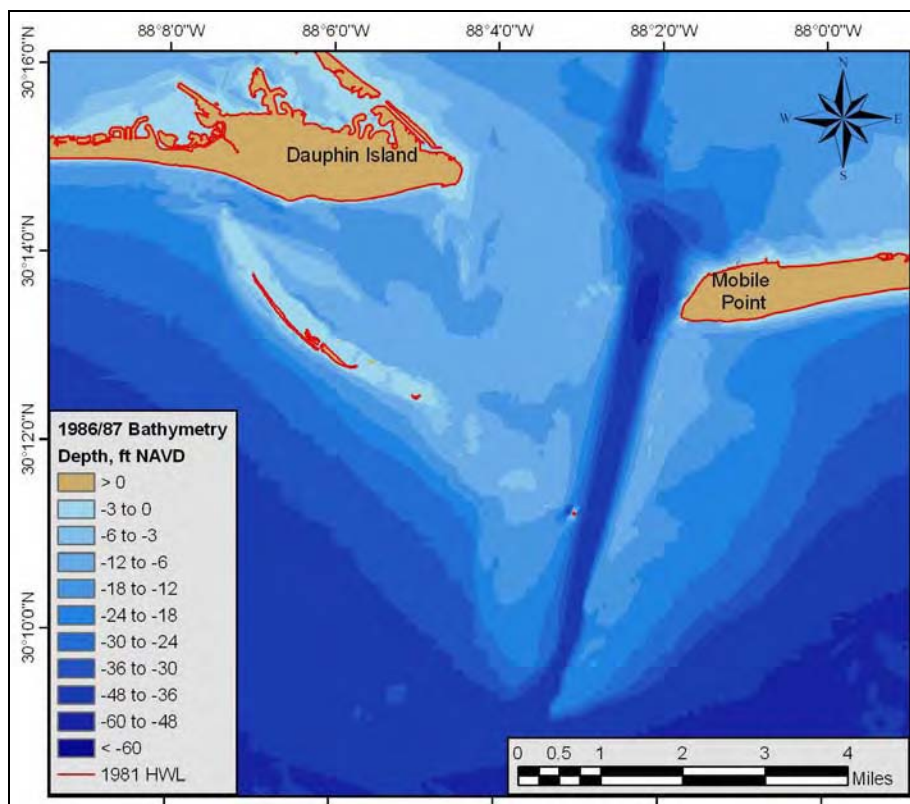 88°8'0"W 88°6'0"W 88°4'0"W 88°2'0"W 88°0'0"W
30°16'0"N
30°14'0"N
30°12'0"N
30°10'0"N
N
W E
S
Dauphin Island
Mobile
Point
1986/87 Bathymetry
Depth, ft NAVD
> 0
-3 to 0
-6 to -3
-12 to -6
-18 to -12
-24 to -18
-30 to -24
-36 to -30
-48 to -36
-60 to -48
< -60
1981 HWL
0 0.5 1 2 3 4
Miles